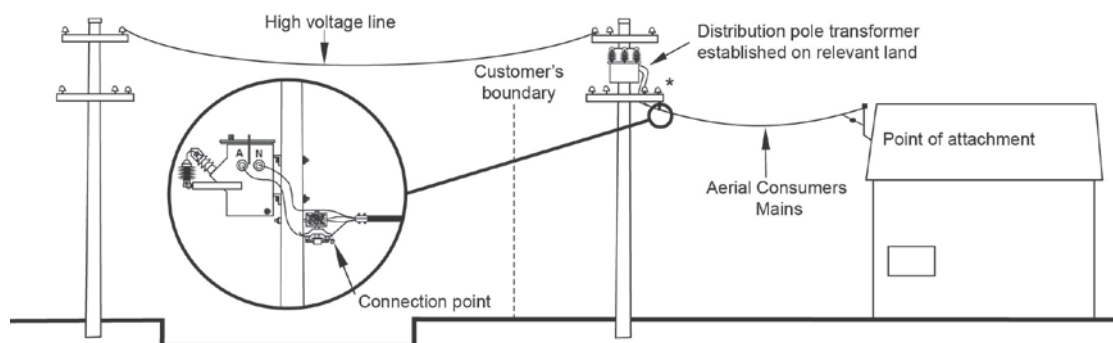 High voltage line
Distribution pole transformer
established on relevant land
Customer's
boundary
*
A N
Point of attachment
Aerial Consumers
Mains
Connection point